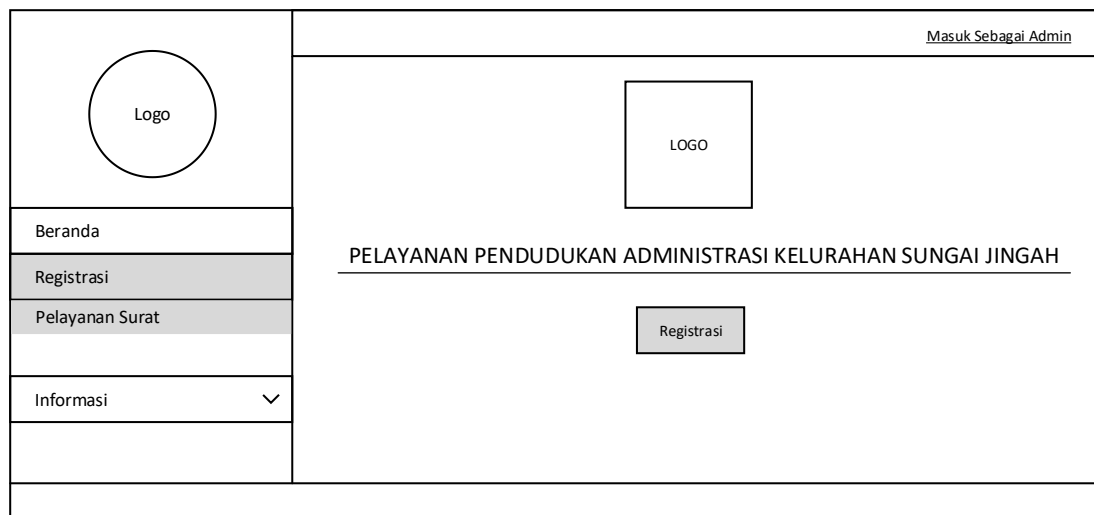 Masuk Sebagai Admin
Logo
LOGO
Beranda
Registrasi
Pelayanan Surat
Informasi
PELAYANAN PENDUDUKAN ADMINISTRASI KELURAHAN SUNGAI JINGAH
Registrasi